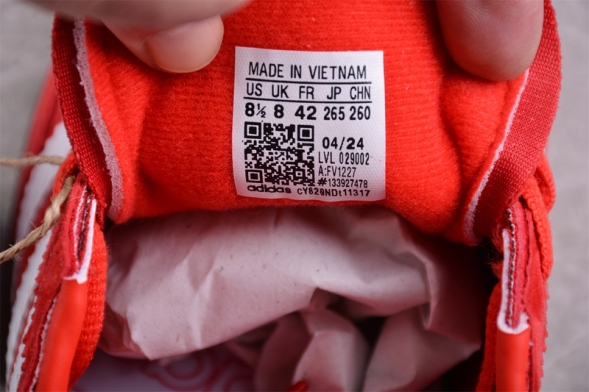 MADE IN VIETNAM
US UK FR JP CHN
8½ 8 42 265 260
04/24
LVL 029002
A:FV1227
#133927478
adidas CY829NDt11317